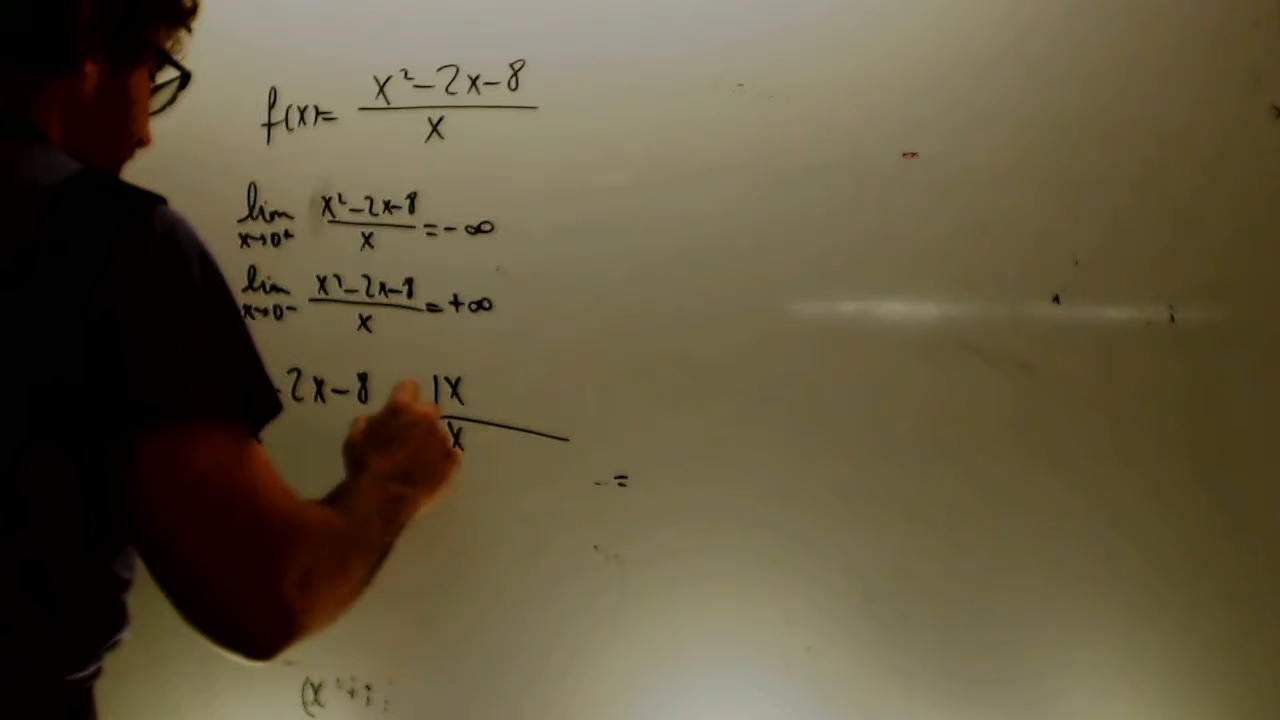 f(x)= x²-2x-8 / x
lim x→0⁺ x²-2x-8 / x = -∞
lim x→0⁻ x²-2x-8 / x = +∞
-2x-8 |x
x